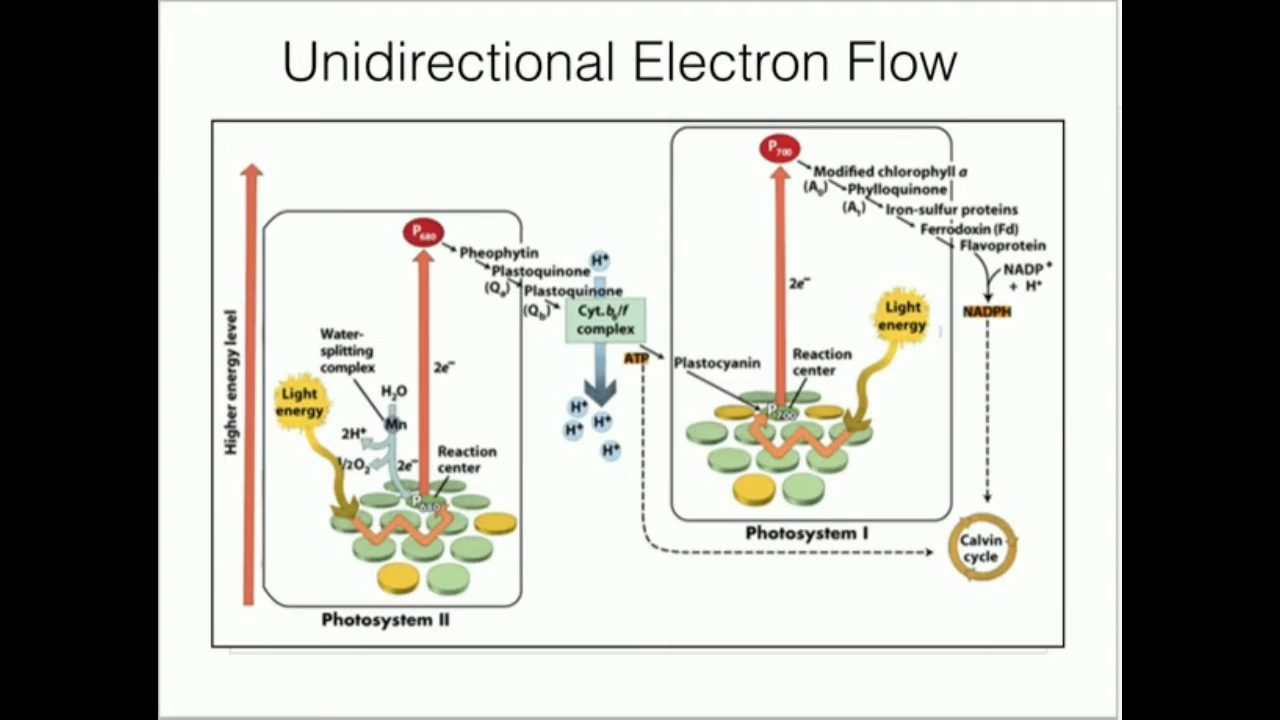 Unidirectional Electron Flow
Higher energy level
P680
Pheophytin
Plastoquinone
(Qa)
Plastoquinone
(Qb)
H+
Cyt. b6/f
complex
ATP
H+
H+
H+
H+
Water-
splitting
complex
Light
energy
H2O
Mn
2H+
1/2O2
2e-
2e-
Reaction
center
P680
Photosystem II
P700
Modified chlorophyll a
(A0)
Phylloquinone
(A1)
Iron-sulfur proteins
Ferrodoxin (Fd)
Flavoprotein
NADP+
+ H+
NADPH
2e-
Light
energy
Plastocyanin
Reaction
center
P700
Photosystem I
Calvin
cycle